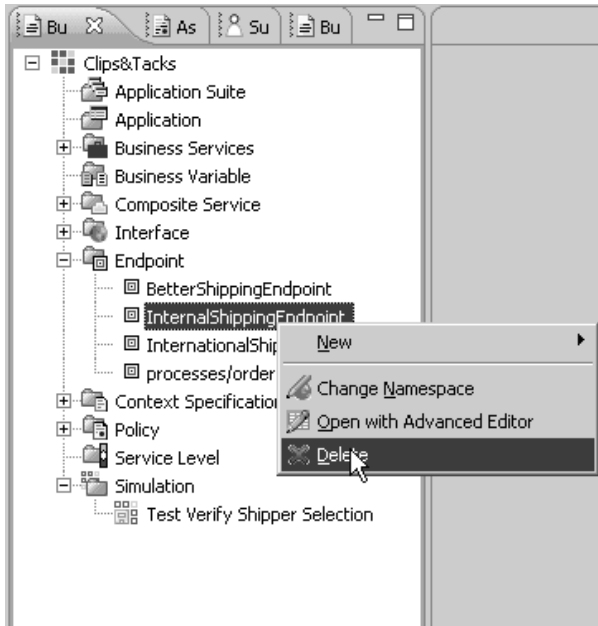 Bu As Su Bu
Clips&Tacks
Application Suite
Application
Business Services
Business Variable
Composite Service
Interface
Endpoint
BetterShippingEndpoint
InternalShippingEndpoint
New
InternationalShip
Change Namespace
processes/order
Open with Advanced Editor
Context Specification
Policy
Delete
Service Level
Simulation
Test Verify Shipper Selection